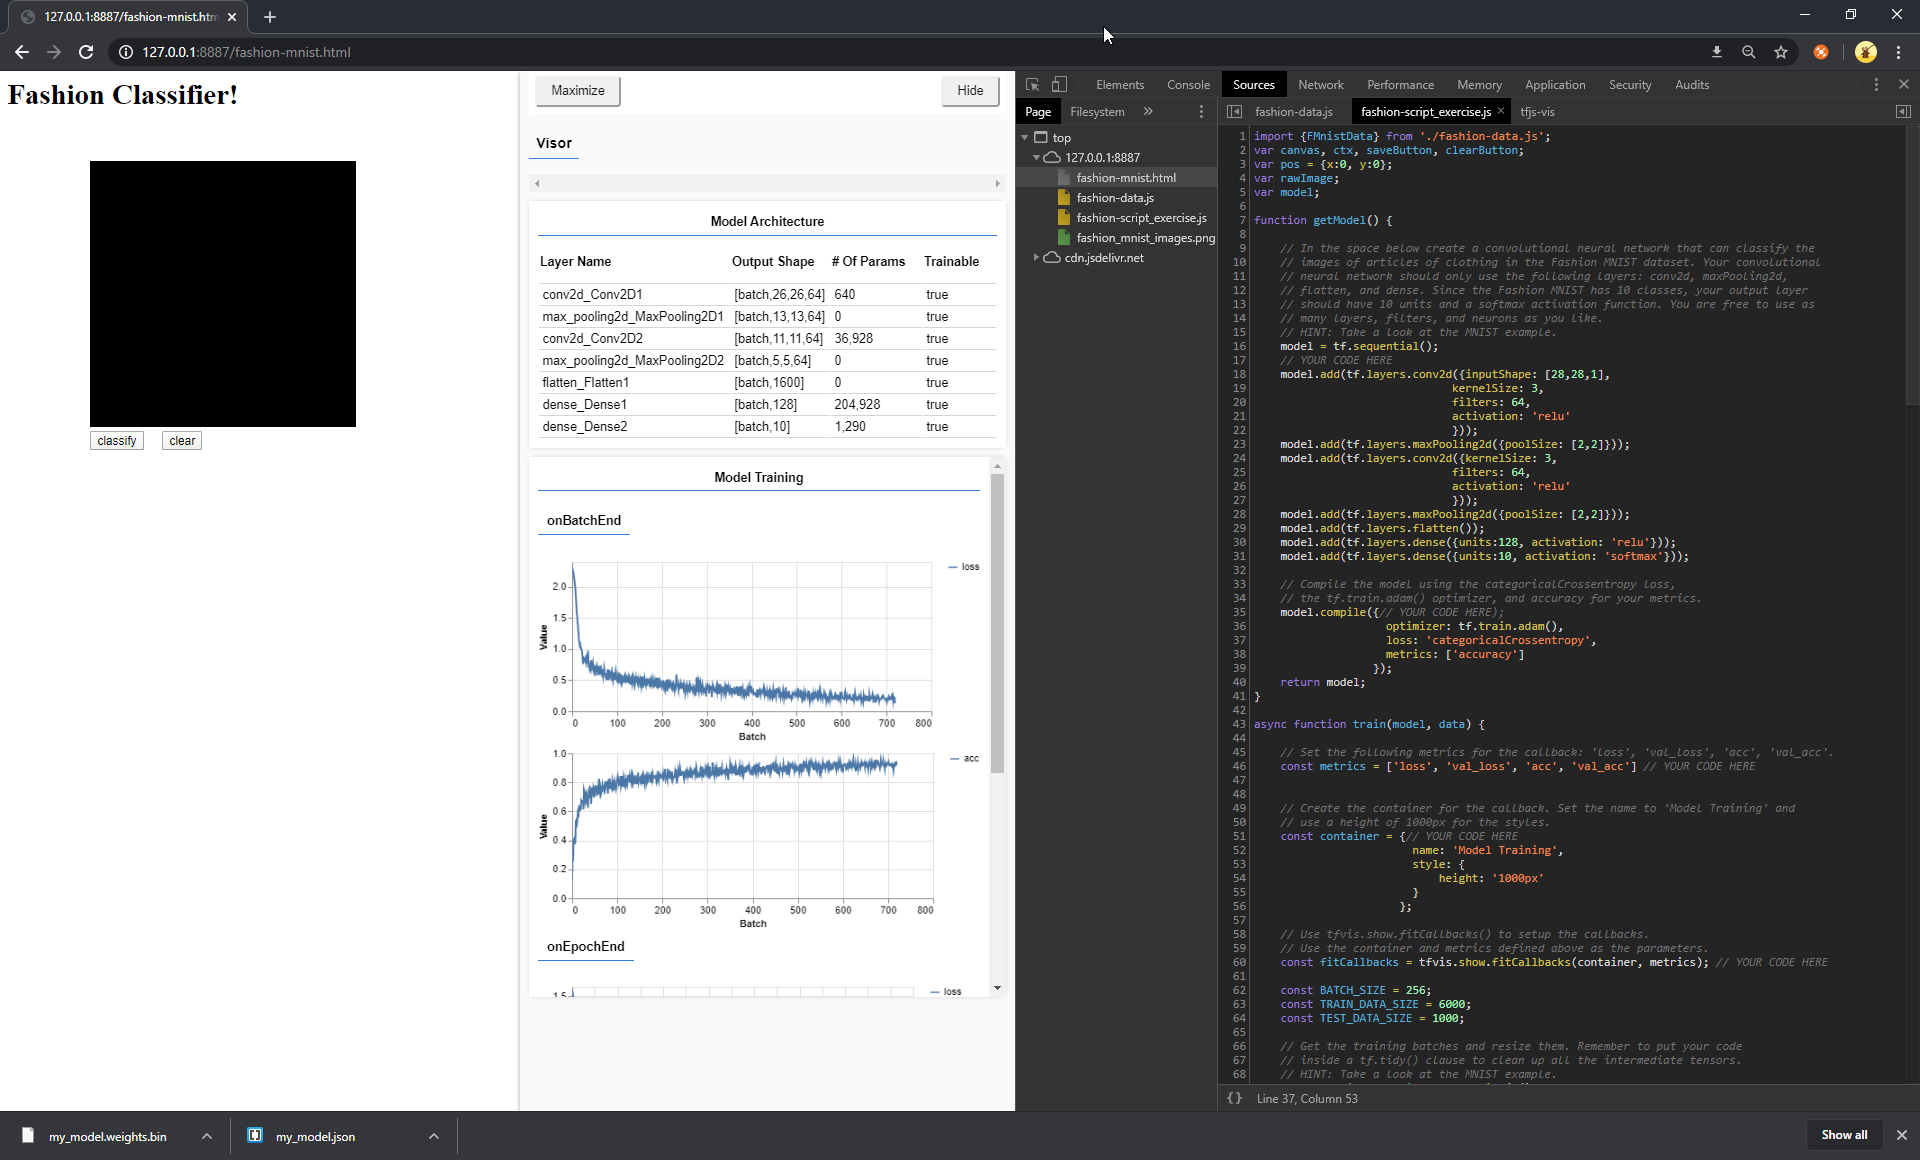 127.0.0.1:8887/fashion-mnist.htm
127.0.0.1:8887/fashion-mnist.html
Fashion Classifier!
classify
clear
Maximize
Hide
Visor
Model Architecture
Layer Name Output Shape # Of Params Trainable
conv2d_Conv2D1 [batch,26,26,64] 640 true
max_pooling2d_MaxPooling2D1 [batch,13,13,64] 0 true
conv2d_Conv2D2 [batch,11,11,64] 36,928 true
max_pooling2d_MaxPooling2D2 [batch,5,5,64] 0 true
flatten_Flatten1 [batch,1600] 0 true
dense_Dense1 [batch,128] 204,928 true
dense_Dense2 [batch,10] 1,290 true
Model Training
onBatchEnd
loss
2.0
1.5
1.0
0.5
0.0
Value
0 100 200 300 400 500 600 700 800
Batch
acc
1.0
0.8
0.6
0.4
0.2
0.0
Value
0 100 200 300 400 500 600 700 800
Batch
onEpochEnd
1.5
loss
Elements Console Sources Network Performance Memory Application Security Audits
Page Filesystem »
top
127.0.0.1:8887
fashion-mnist.html
fashion-data.js
fashion-script_exercise.js
fashion_mnist_images.png
cdn.jsdelivr.net
fashion-data.js fashion-script_exercise.js × tfjs-vis
1 import {FMnistData} from './fashion-data.js';
2 var canvas, ctx, saveButton, clearButton;
3 var pos = {x:0, y:0};
4 var rawImage;
5 var model;
6
7 function getModel() {
8
9 // In the space below create a convolutional neural network that can classify the
10 // images of articles of clothing in the Fashion MNIST dataset. Your convolutional
11 // neural network should only use the following layers: conv2d, maxPooling2d,
12 // flatten, and dense. Since the Fashion MNIST has 10 classes, your output layer
13 // should have 10 units and a softmax activation function. You are free to use as
14 // many layers, filters, and neurons as you like.
15 // HINT: Take a look at the MNIST example.
16 model = tf.sequential();
17 // YOUR CODE HERE
18 model.add(tf.layers.conv2d({inputShape: [28,28,1],
19 kernelSize: 3,
20 filters: 64,
21 activation: 'relu'
22 }));
23 model.add(tf.layers.maxPooling2d({poolSize: [2,2]}));
24 model.add(tf.layers.conv2d({kernelSize: 3,
25 filters: 64,
26 activation: 'relu'
27 }));
28 model.add(tf.layers.maxPooling2d({poolSize: [2,2]}));
29 model.add(tf.layers.flatten());
30 model.add(tf.layers.dense({units:128, activation: 'relu'}));
31 model.add(tf.layers.dense({units:10, activation: 'softmax'}));
32
33 // Compile the model using the categoricalCrossentropy loss,
34 // the tf.train.adam() optimizer, and accuracy for your metrics.
35 model.compile({// YOUR CODE HERE);
36 optimizer: tf.train.adam(),
37 loss: 'categoricalCrossentropy',
38 metrics: ['accuracy']
39 });
40 return model;
41 }
42
43 async function train(model, data) {
44
45 // Set the following metrics for the callback: 'loss', 'val_loss', 'acc', 'val_acc'.
46 const metrics = ['loss', 'val_loss', 'acc', 'val_acc'] // YOUR CODE HERE
47
48
49 // Create the container for the callback. Set the name to 'Model Training' and
50 // use a height of 1000px for the styles.
51 const container = {// YOUR CODE HERE
52 name: 'Model Training',
53 style: {
54 height: '1000px'
55 }
56 };
57
58 // Use tfvis.show.fitCallbacks() to setup the callbacks.
59 // Use the container and metrics defined above as the parameters.
60 const fitCallbacks = tfvis.show.fitCallbacks(container, metrics); // YOUR CODE HERE
61
62 const BATCH_SIZE = 256;
63 const TRAIN_DATA_SIZE = 6000;
64 const TEST_DATA_SIZE = 1000;
65
66 // Get the training batches and resize them. Remember to put your code
67 // inside a tf.tidy() clause to clean up all the intermediate tensors.
68 // HINT: Take a look at the MNIST example.
{} Line 37, Column 53
my_model.weights.bin
my_model.json
Show all